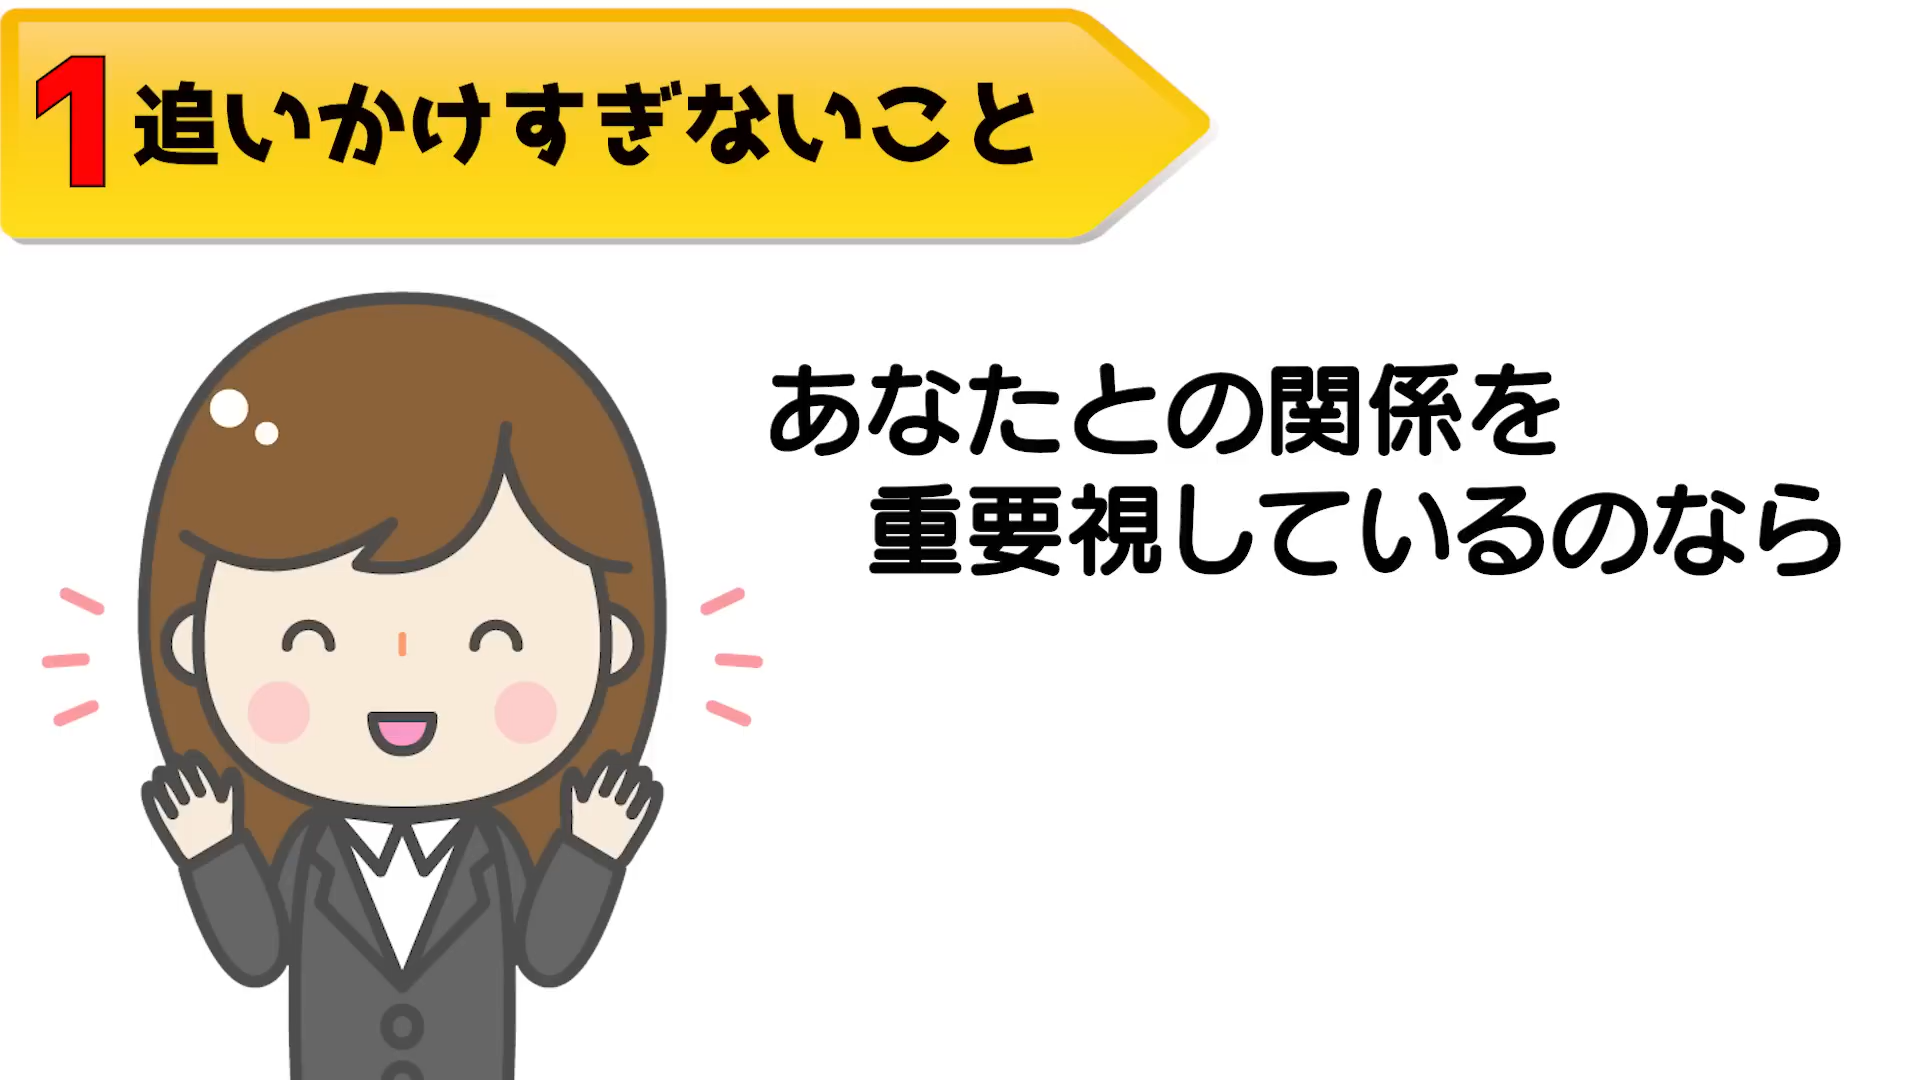 1追いかけすぎないこと
あなたとの関係を
重要視しているのなら